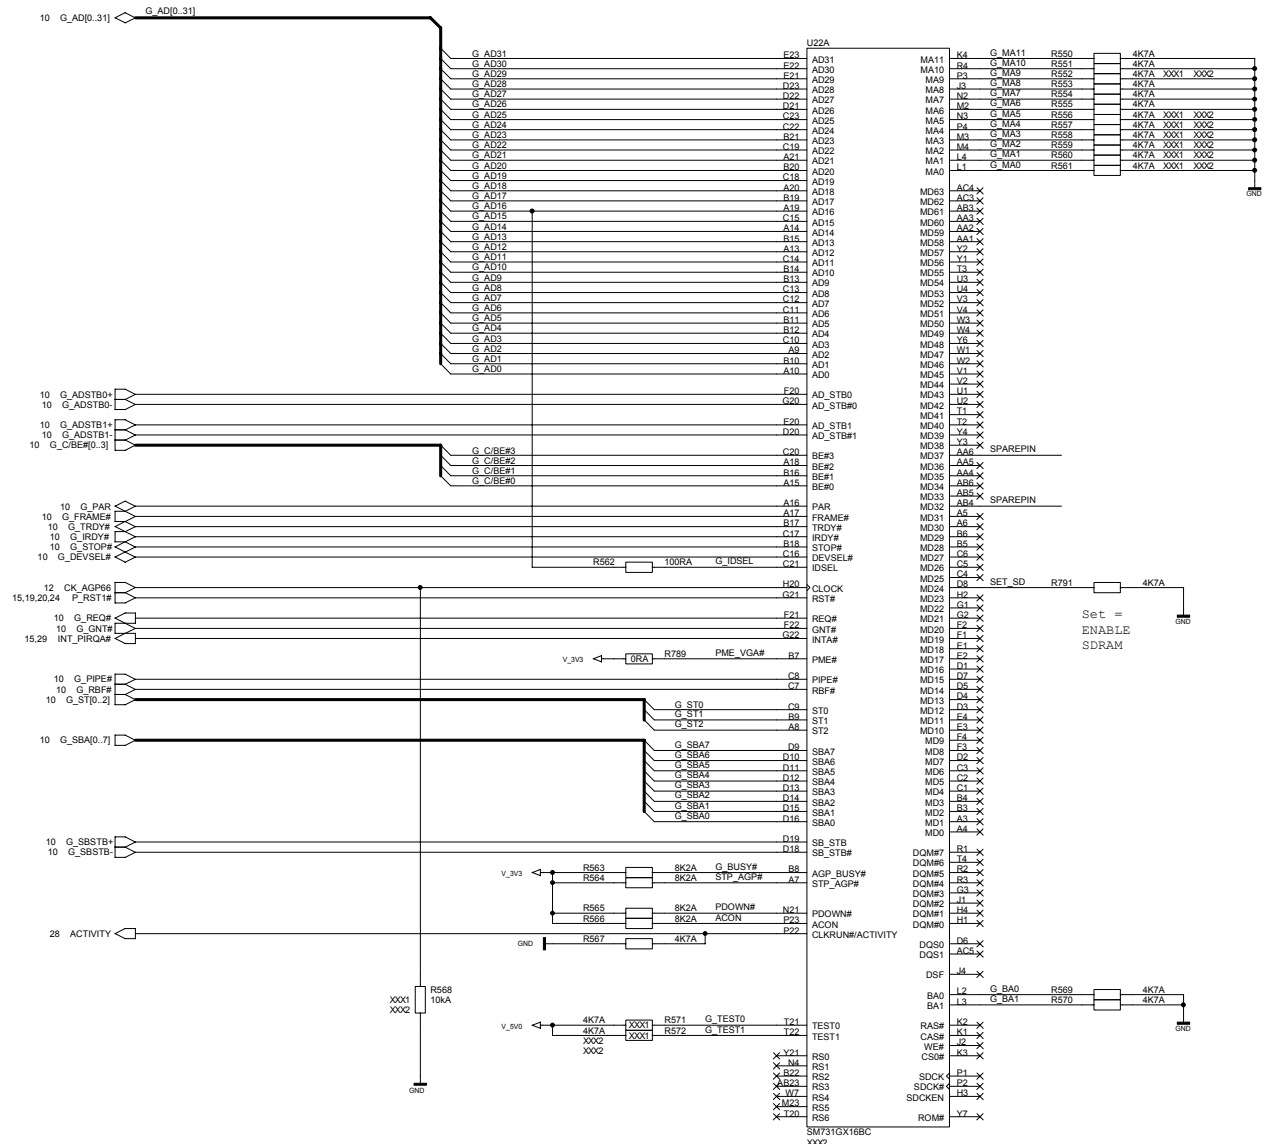 10 G_AD[0..31] G_AD[0..31]
U22A
G_AD31 E23 AD31
G_AD30 E22 AD30
G_AD29 E21 AD29
G_AD28 D23 AD28
G_AD27 D22 AD27
G_AD26 D21 AD26
G_AD25 C23 AD25
G_AD24 C22 AD24
G_AD23 B21 AD23
G_AD22 C19 AD22
G_AD21 A21 AD21
G_AD20 B20 AD20
G_AD19 C18 AD19
G_AD18 A20 AD18
G_AD17 B19 AD17
G_AD16 A19 AD16
G_AD15 C15 AD15
G_AD14 A14 AD14
G_AD13 B15 AD13
G_AD12 A13 AD12
G_AD11 C14 AD11
G_AD10 B14 AD10
G_AD9 B13 AD9
G_AD8 C13 AD8
G_AD7 C12 AD7
G_AD6 C11 AD6
G_AD5 B11 AD5
G_AD4 B12 AD4
G_AD3 C10 AD3
G_AD2 A9 AD2
G_AD1 B10 AD1
G_AD0 A10 AD0
10 G_ADSTB0+ F20 AD_STB0
10 G_ADSTB0- G20 AD_STB#0
10 G_ADSTB1+ E20 AD_STB1
10 G_ADSTB1- D20 AD_STB#1
10 G_C/BE#[0..3]
G_C/BE#3 C20 BE#3
G_C/BE#2 A18 BE#2
G_C/BE#1 B16 BE#1
G_C/BE#0 A15 BE#0
10 G_PAR A16 PAR
10 G_FRAME# A17 FRAME#
10 G_TRDY# B17 TRDY#
10 G_IRDY# C17 IRDY#
10 G_STOP# B18 STOP#
10 G_DEVSEL# C16 DEVSEL#
R562 100RA G_IDSEL C21 IDSEL
12 CK_AGP66 H20 CLOCK
15,19,20,24 P_RST1# G21 RST#
10 G_REQ# F21 REQ#
10 G_GNT# F22 GNT#
15,29 INT_PIRQA# G22 INTA#
V_3V3 0RA R789 PME_VGA# B7 PME#
10 G_PIPE# C8 PIPE#
10 G_RBF# C7 RBF#
10 G_ST[0..2]
G_ST0 C9 ST0
G_ST1 B9 ST1
G_ST2 A8 ST2
10 G_SBA[0..7]
G_SBA7 D9 SBA7
G_SBA6 D10 SBA6
G_SBA5 D11 SBA5
G_SBA4 D12 SBA4
G_SBA3 D13 SBA3
G_SBA2 D14 SBA2
G_SBA1 D15 SBA1
G_SBA0 D16 SBA0
10 G_SBSTB+ D19 SB_STB
10 G_SBSTB- D18 SB_STB#
V_3V3 R563 8K2A G_BUSY# B8 AGP_BUSY#
R564 8K2A STP_AGP# A7 STP_AGP#
R565 8K2A PDOWN# N21 PDOWN#
R566 8K2A ACON P23 ACON
28 ACTIVITY P22 CLKRUN#/ACTIVITY
GND R567 4K7A
XXX1 R568
XXX2 10kA
GND
V_5V0 4K7A XXX1 R571 G_TEST0 T21 TEST0
4K7A XXX1 R572 G_TEST1 T22 TEST1
XXX2
XXX2
Y21 RS0
N4 RS1
B22 RS2
AB23 RS3
W7 RS4
M23 RS5
T20 RS6
SM731GX16BC
XXX2
MA11 K4 G_MA11 R550 4K7A
MA10 R4 G_MA10 R551 4K7A
MA9 P3 G_MA9 R552 4K7A XXX1 XXX2
MA8 J3 G_MA8 R553 4K7A
MA7 N2 G_MA7 R554 4K7A
MA6 M2 G_MA6 R555 4K7A
MA5 N3 G_MA5 R556 4K7A XXX1 XXX2
MA4 P4 G_MA4 R557 4K7A XXX1 XXX2
MA3 M3 G_MA3 R558 4K7A XXX1 XXX2
MA2 M4 G_MA2 R559 4K7A XXX1 XXX2
MA1 L4 G_MA1 R560 4K7A XXX1 XXX2
MA0 L1 G_MA0 R561 4K7A XXX1 XXX2
GND
MD63 AC4
MD62 AC3
MD61 AB3
MD60 AA3
MD59 AA2
MD58 AA1
MD57 Y2
MD56 Y1
MD55 T3
MD54 U3
MD53 U4
MD52 V3
MD51 V4
MD50 W3
MD49 W4
MD48 Y6
MD47 W1
MD46 W2
MD45 V1
MD44 V2
MD43 U1
MD42 U2
MD41 T1
MD40 T2
MD39 Y4
MD38 Y3
MD37 AA6 SPAREPIN
MD36 AA5
MD35 AA4
MD34 AB6
MD33 AB5
MD32 AB4 SPAREPIN
MD31 A5
MD30 A6
MD29 B6
MD28 B5
MD27 C6
MD26 C5
MD25 C4
MD24 D8 SET_SD R791 4K7A
GND
Set =
ENABLE
SDRAM
MD23 H2
MD22 G1
MD21 G2
MD20 F2
MD19 F1
MD18 E1
MD17 E2
MD16 D1
MD15 D7
MD14 D5
MD13 D4
MD12 D3
MD11 E4
MD10 E3
MD9 F4
MD8 F3
MD7 D2
MD6 C3
MD5 C2
MD4 C1
MD3 B4
MD2 B3
MD1 A3
MD0 A4
DQM#7 R1
DQM#6 T4
DQM#5 R2
DQM#4 R3
DQM#3 G3
DQM#2 J1
DQM#1 H4
DQM#0 H1
DQS0 D6
DQS1 AC5
DSF J4
BA0 L2 G_BA0 R569 4K7A
BA1 L3 G_BA1 R570 4K7A
GND
RAS# K2
CAS# K1
WE# J2
CS0# K3
SDCK P1
SDCK# P2
SDCKEN H3
ROM# Y7